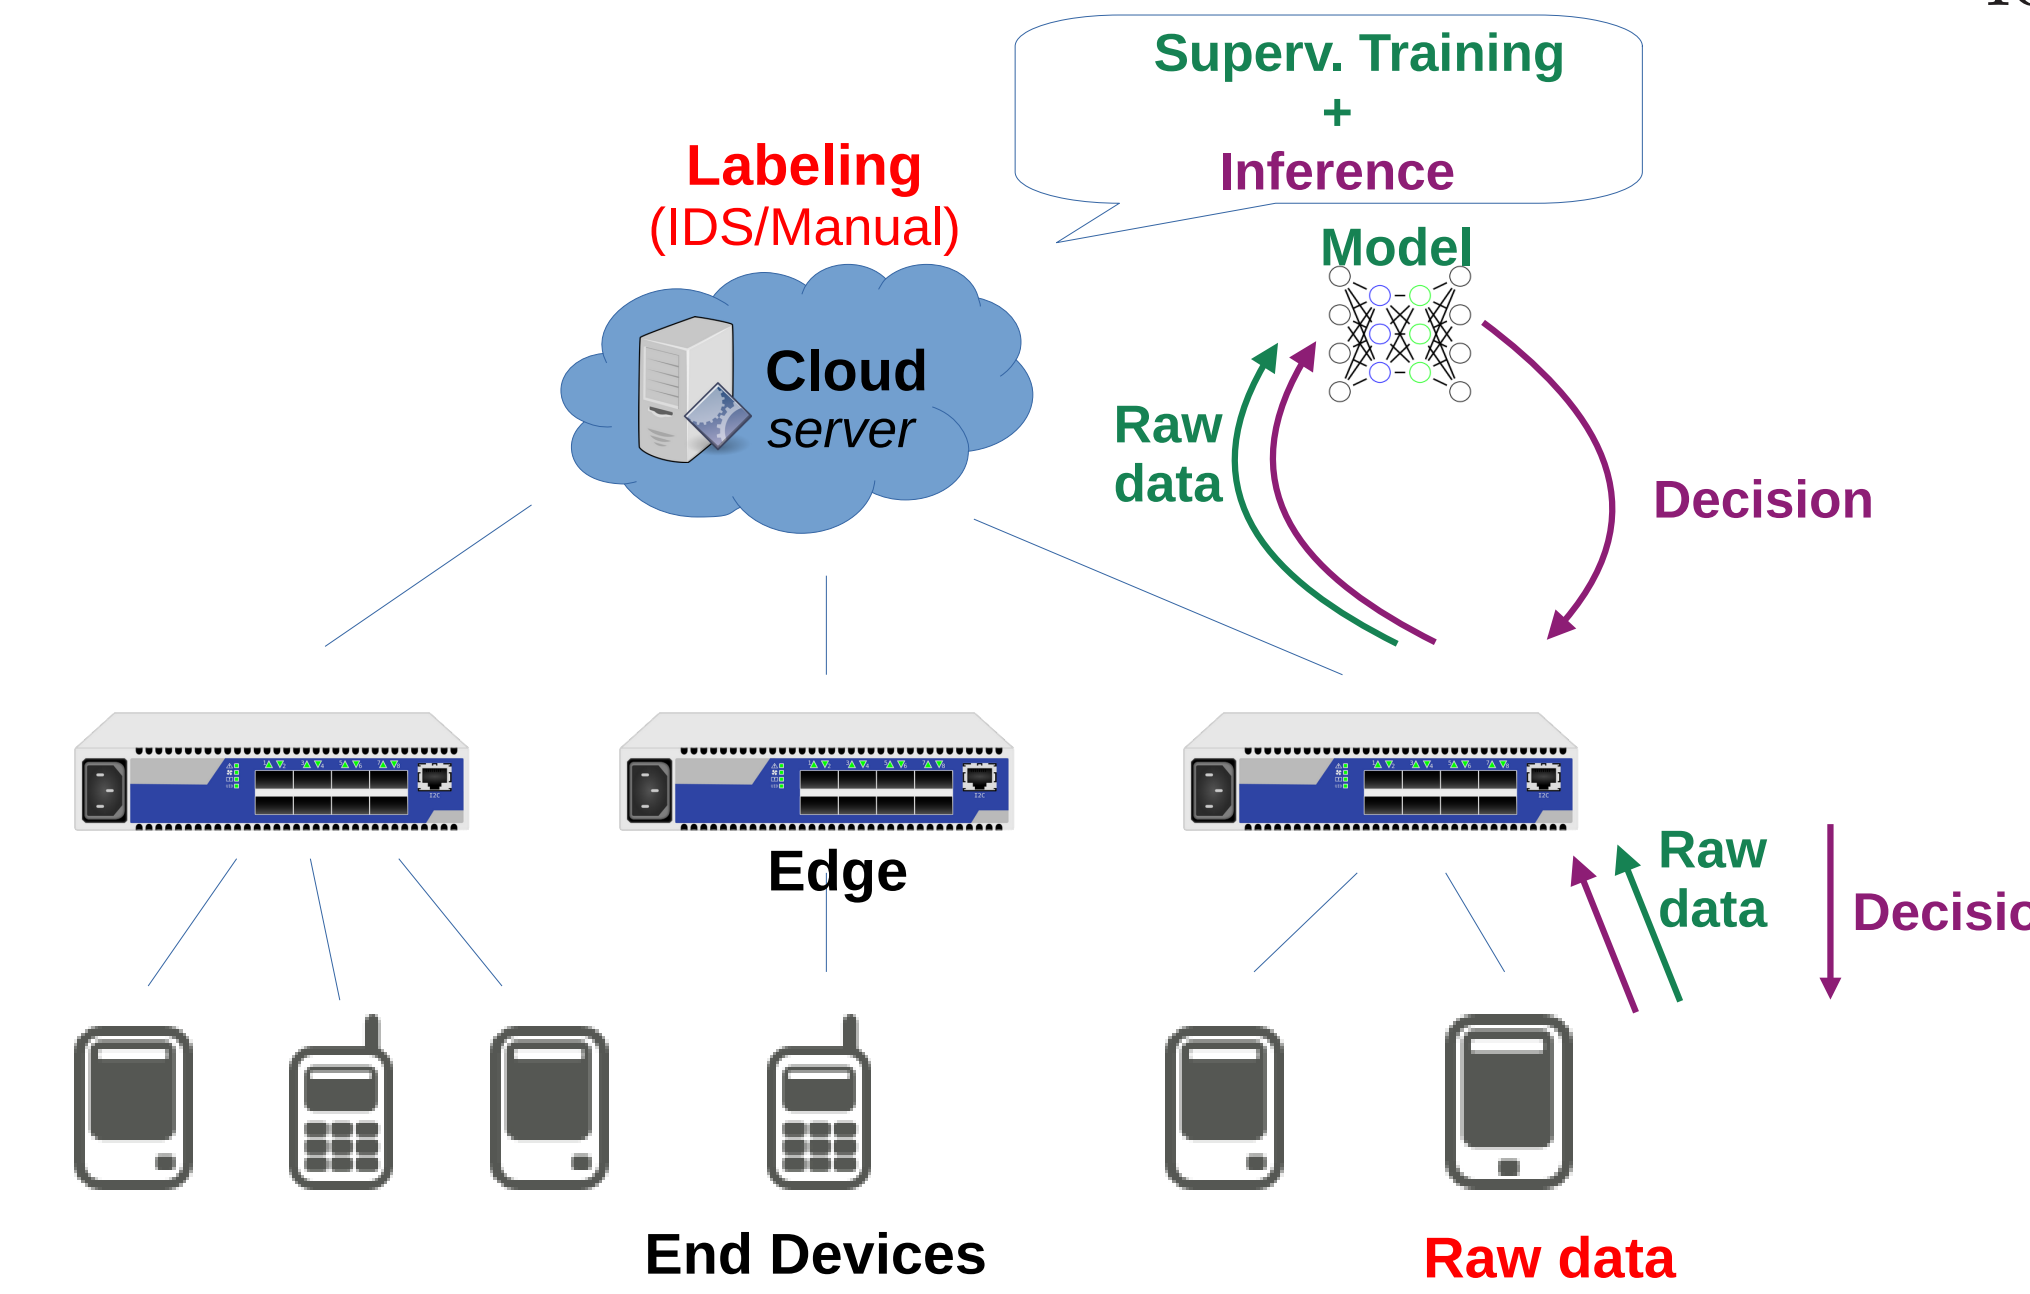 Superv. Training
+
Inference
Labeling
(IDS/Manual)
Model
Cloud
server
Raw
data
Decision
Edge
Raw
data
Decisio
End Devices
Raw data